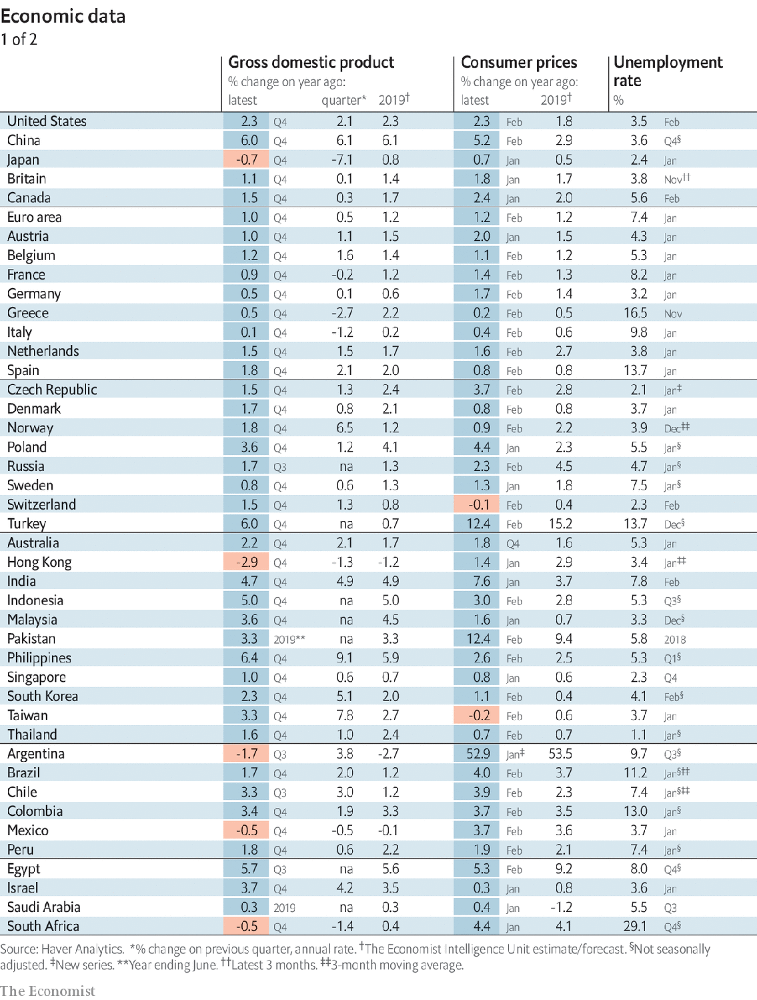 Economic data
1 of 2
Gross domestic product Consumer prices Unemployment
% change on year ago: % change on year ago: rate
latest quarter* 2019† latest 2019† %
United States 2.3 Q4 2.1 2.3 2.3 Feb 1.8 3.5 Feb
China 6.0 Q4 6.1 6.1 5.2 Feb 2.9 3.6 Q4§
Japan -0.7 Q4 -7.1 0.8 0.7 Jan 0.5 2.4 Jan
Britain 1.1 Q4 0.1 1.4 1.8 Jan 1.7 3.8 Nov††
Canada 1.5 Q4 0.3 1.7 2.4 Jan 2.0 5.6 Feb
Euro area 1.0 Q4 0.5 1.2 1.2 Feb 1.2 7.4 Jan
Austria 1.0 Q4 1.1 1.5 2.0 Jan 1.5 4.3 Jan
Belgium 1.2 Q4 1.6 1.4 1.1 Feb 1.2 5.3 Jan
France 0.9 Q4 -0.2 1.2 1.4 Feb 1.3 8.2 Jan
Germany 0.5 Q4 0.1 0.6 1.7 Feb 1.4 3.2 Jan
Greece 0.5 Q4 -2.7 2.2 0.2 Feb 0.5 16.5 Nov
Italy 0.1 Q4 -1.2 0.2 0.4 Feb 0.6 9.8 Jan
Netherlands 1.5 Q4 1.5 1.7 1.6 Feb 2.7 3.8 Jan
Spain 1.8 Q4 2.1 2.0 0.8 Feb 0.8 13.7 Jan
Czech Republic 1.5 Q4 1.3 2.4 3.7 Feb 2.8 2.1 Jan‡
Denmark 1.7 Q4 0.8 2.1 0.8 Feb 0.8 3.7 Jan
Norway 1.8 Q4 6.5 1.2 0.9 Feb 2.2 3.9 Dec‡‡
Poland 3.6 Q4 1.2 4.1 4.4 Jan 2.3 5.5 Jan§
Russia 1.7 Q3 na 1.3 2.3 Feb 4.5 4.7 Jan§
Sweden 0.8 Q4 0.6 1.3 1.3 Jan 1.8 7.5 Jan§
Switzerland 1.5 Q4 1.3 0.8 -0.1 Feb 0.4 2.3 Feb
Turkey 6.0 Q4 na 0.7 12.4 Feb 15.2 13.7 Dec§
Australia 2.2 Q4 2.1 1.7 1.8 Q4 1.6 5.3 Jan
Hong Kong -2.9 Q4 -1.3 -1.2 1.4 Jan 2.9 3.4 Jan‡‡
India 4.7 Q4 4.9 4.9 7.6 Jan 3.7 7.8 Feb
Indonesia 5.0 Q4 na 5.0 3.0 Feb 2.8 5.3 Q3§
Malaysia 3.6 Q4 na 4.5 1.6 Jan 0.7 3.3 Dec§
Pakistan 3.3 2019** na 3.3 12.4 Feb 9.4 5.8 2018
Philippines 6.4 Q4 9.1 5.9 2.6 Feb 2.5 5.3 Q1§
Singapore 1.0 Q4 0.6 0.7 0.8 Jan 0.6 2.3 Q4
South Korea 2.3 Q4 5.1 2.0 1.1 Feb 0.4 4.1 Feb§
Taiwan 3.3 Q4 7.8 2.7 -0.2 Feb 0.6 3.7 Jan
Thailand 1.6 Q4 1.0 2.4 0.7 Feb 0.7 1.1 Jan§
Argentina -1.7 Q3 3.8 -2.7 52.9 Jan‡ 53.5 9.7 Q3§
Brazil 1.7 Q4 2.0 1.2 4.0 Feb 3.7 11.2 Jan§‡‡
Chile 3.3 Q3 3.0 1.2 3.9 Feb 2.3 7.4 Jan§‡‡
Colombia 3.4 Q4 1.9 3.3 3.7 Feb 3.5 13.0 Jan§
Mexico -0.5 Q4 -0.5 -0.1 3.7 Feb 3.6 3.7 Jan
Peru 1.8 Q4 0.6 2.2 1.9 Feb 2.1 7.4 Jan§
Egypt 5.7 Q3 na 5.6 5.3 Feb 9.2 8.0 Q4§
Israel 3.7 Q4 4.2 3.5 0.3 Jan 0.8 3.6 Jan
Saudi Arabia 0.3 2019 na 0.3 0.4 Jan -1.2 5.5 Q3
South Africa -0.5 Q4 -1.4 0.4 4.4 Jan 4.1 29.1 Q4§
Source: Haver Analytics. *% change on previous quarter, annual rate. †The Economist Intelligence Unit estimate/forecast. §Not seasonally
adjusted. ‡New series. **Year ending June. ††Latest 3 months. ‡‡3-month moving average.
The Economist